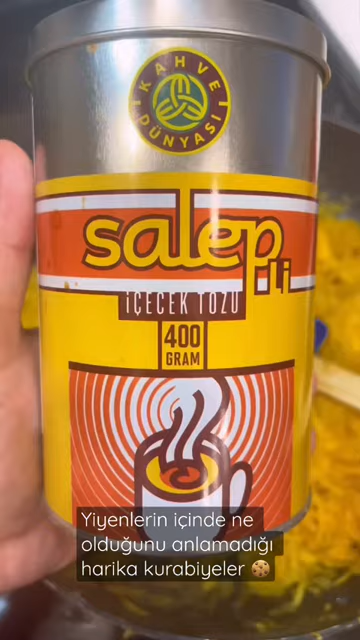 KAHVE
DÜNYASI
salep
Lİ
İÇECEK TOZU
400
GRAM
Yiyenlerin içinde ne
olduğunu anlamadığı
harika kurabiyeler 🍪